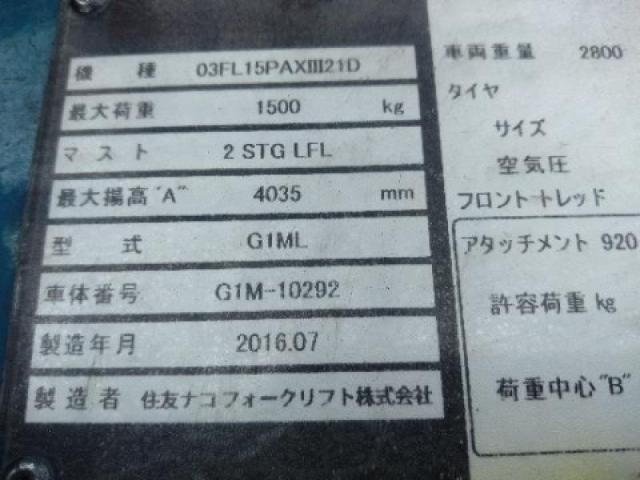 機種 03FL15PAXIII21D
最大荷重 1500 kg
マスト 2 STG LFL
最大揚高"A" 4035 mm
型式 G1ML
車体番号 G1M-10292
製造年月 2016.07
製造者 住友ナコフォークリフト株式会社
車両重量 2800
タイヤ
サイズ
空気圧
フロントトレッド
アタッチメント 920
許容荷重 kg
荷重中心"B"